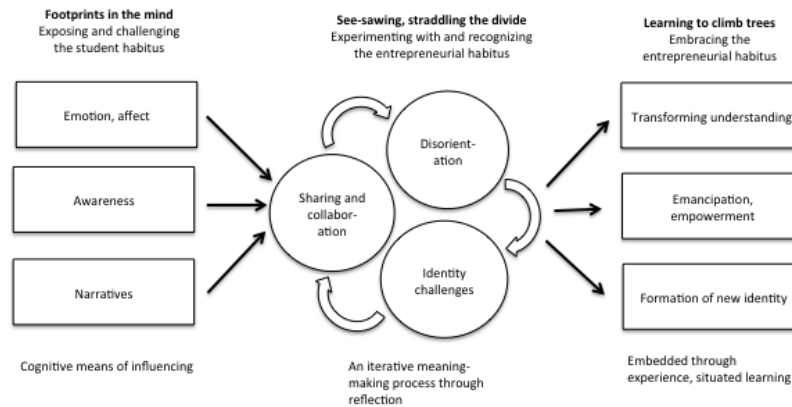 Footprints in the mind
Exposing and challenging
the student habitus
Emotion, affect
Awareness
Narratives
Cognitive means of influencing
See-sawing, straddling the divide
Experimenting with and recognizing
the entrepreneurial habitus
Disorient-
ation
Sharing and
collabor-
ation
Identity
challenges
An iterative meaning-
making process through
reflection
Learning to climb trees
Embracing the
entrepreneurial habitus
Transforming understanding
Emancipation,
empowerment
Formation of new identity
Embedded through
experience, situated learning